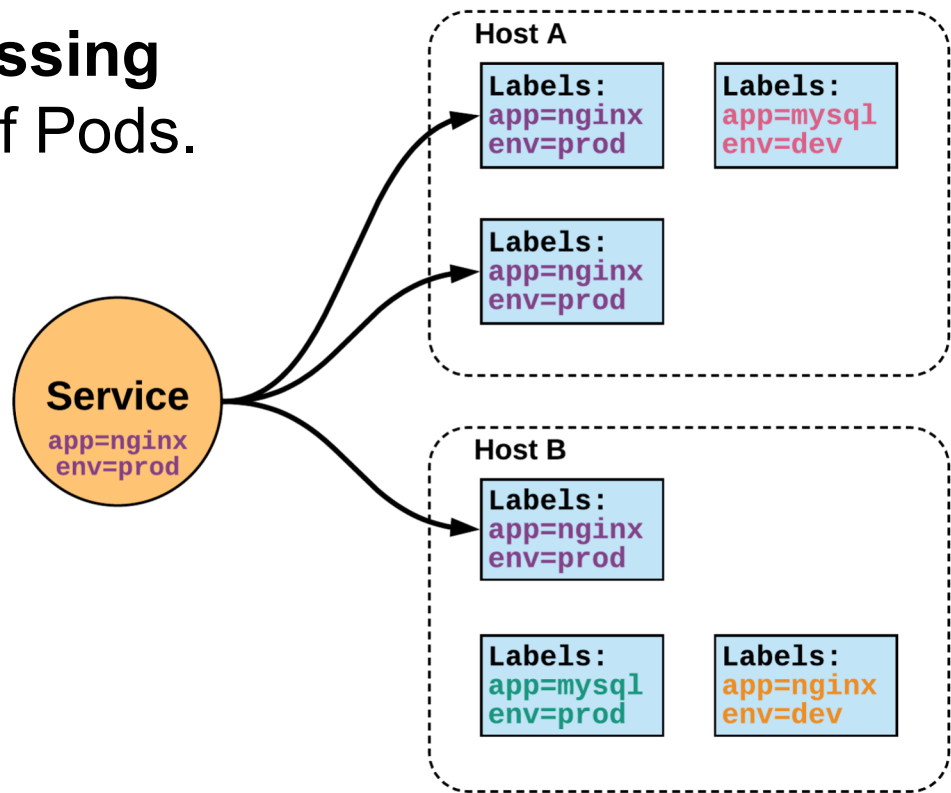 f Pods.
Host A
Labels:
app=nginx
env=prod
Labels:
app=mysql
env=dev
Labels:
app=nginx
env=prod
Service
app=nginx
env=prod
Host B
Labels:
app=nginx
env=prod
Labels:
app=mysql
env=prod
Labels:
app=nginx
env=dev